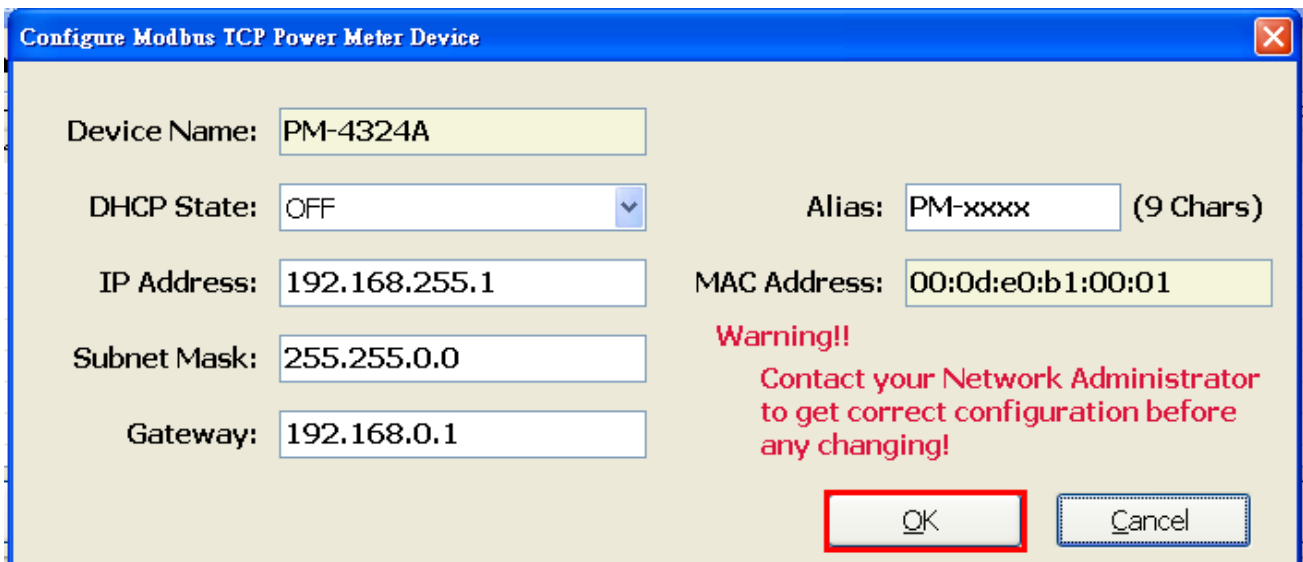 Configure Modbus TCP Power Meter Device
Device Name: PM-4324A
DHCP State: OFF
Alias: PM-xxxx (9 Chars)
IP Address: 192.168.255.1
MAC Address: 00:0d:e0:b1:00:01
Subnet Mask: 255.255.0.0
Gateway: 192.168.0.1
Warning!!
Contact your Network Administrator
to get correct configuration before
any changing!
OK
Cancel